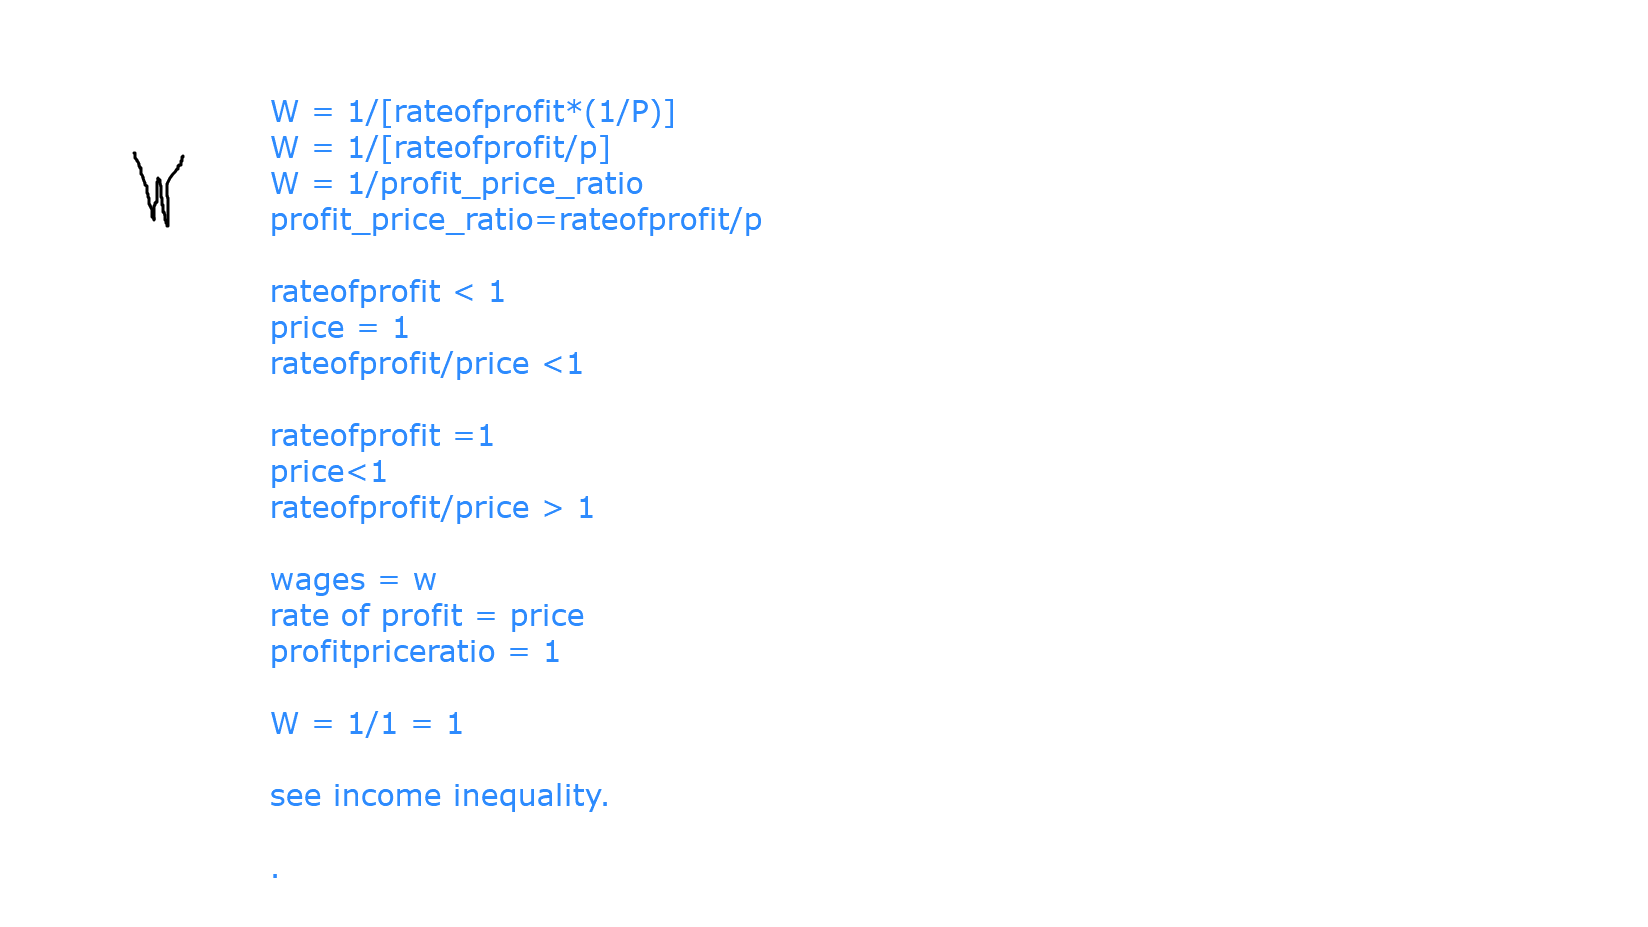 W = 1/[rateofprofit*(1/P)]
W = 1/[rateofprofit/p]
W
W = 1/profit_price_ratio
profit_price_ratio=rateofprofit/p
rateofprofit < 1
price = 1
rateofprofit/price <1
rateofprofit =1
price<1
rateofprofit/price > 1
wages = w
rate of profit = price
profitpriceratio = 1
W = 1/1 = 1
see income inequality.
.